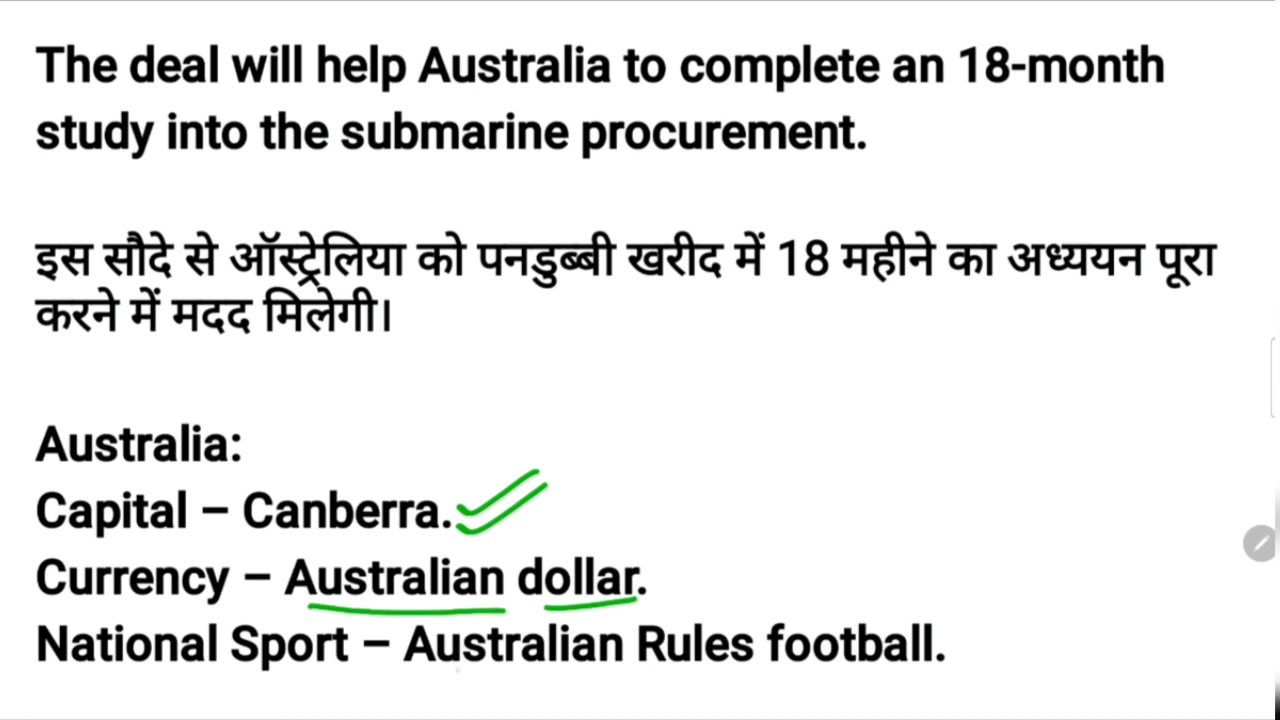 The deal will help Australia to complete an 18-month
study into the submarine procurement.
इस सौदे से ऑस्ट्रेलिया को पनडुब्बी खरीद में 18 महीने का अध्ययन पूरा
करने में मदद मिलेगी।
Australia:
Capital – Canberra.
Currency – Australian dollar.
National Sport – Australian Rules football.